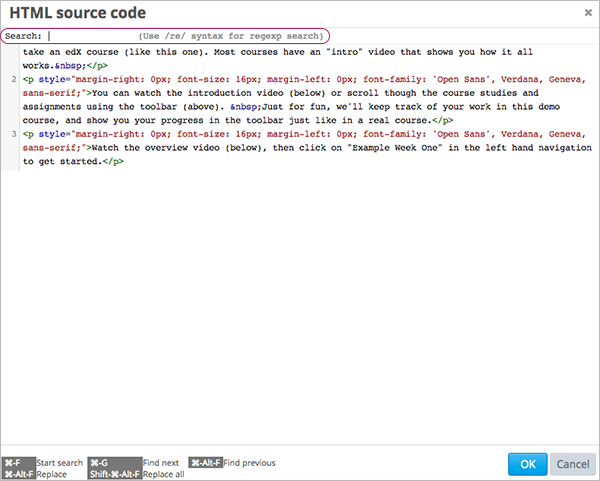 HTML source code ×
Search: (Use /re/ syntax for regexp search)
take an edX course (like this one). Most courses have an "intro" video that shows you how it all
works.&nbsp;</p>
2 <p style="margin-right: 0px; font-size: 16px; margin-left: 0px; font-family: 'Open Sans', Verdana, Geneva,
sans-serif;">You can watch the introduction video (below) or scroll though the course studies and
assignments using the toolbar (above). &nbsp;Just for fun, we'll keep track of your work in this demo
course, and show you your progress in the toolbar just like in a real course.</p>
3 <p style="margin-right: 0px; font-size: 16px; margin-left: 0px; font-family: 'Open Sans', Verdana, Geneva,
sans-serif;">Watch the overview video (below), then click on "Example Week One" in the left hand navigation
to get started.</p>
⌘-F Start search ⌘-G Find next ⌘-Alt-F Find previous
⌘-Alt-F Replace Shift-⌘-Alt-F Replace all
OK Cancel